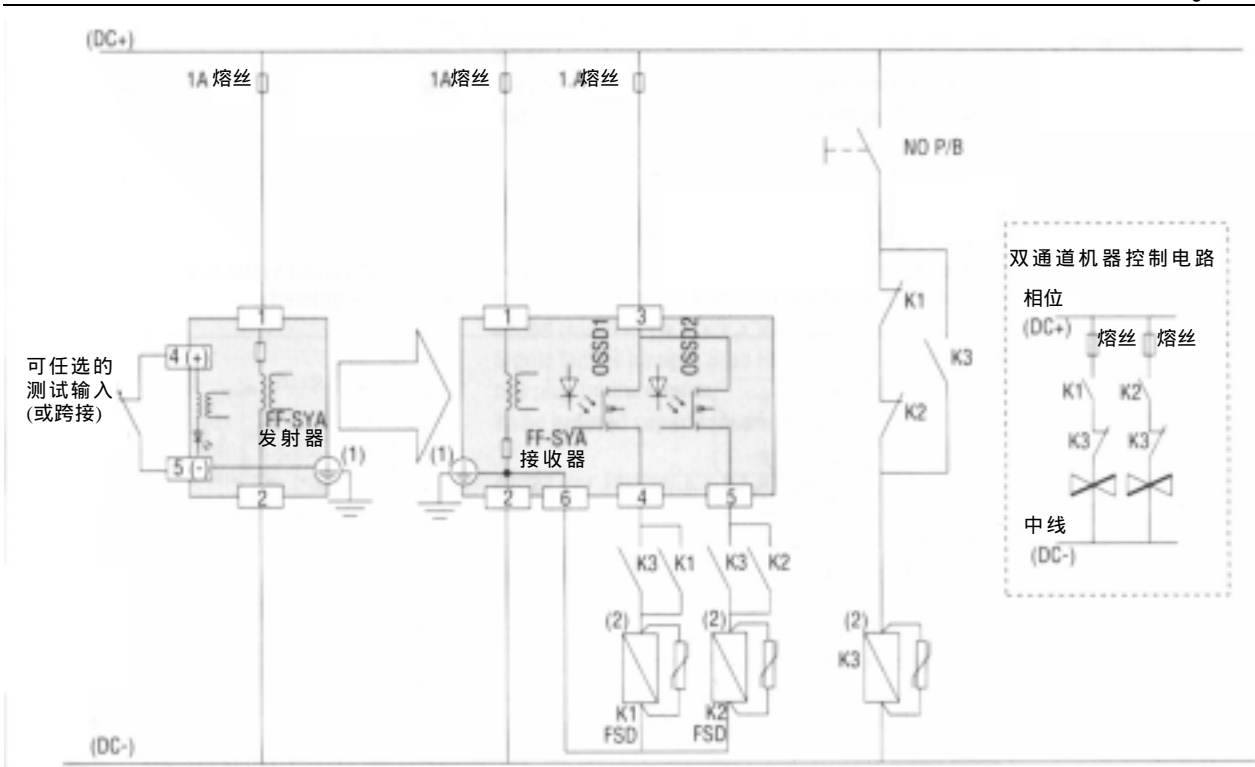 (DC+)
1A 熔丝
1A熔丝
1.A熔丝
NO P/B
双通道机器控制电路
相位
(DC+)
熔丝
熔丝
K1
K2
K3
K3
中线
(DC-)
K1
K3
K2
1
4 (+)
可任选的
测试输入
(或跨接)
FF-SYA
发射器
5 (-)
(1)
2
1
3
OSSD1
OSSD2
FF-SYA
接收器
(1)
2
6
4
5
K3
K1
K3
K2
(2)
(2)
(2)
K3
K1
FSD
K2
FSD
(DC-)